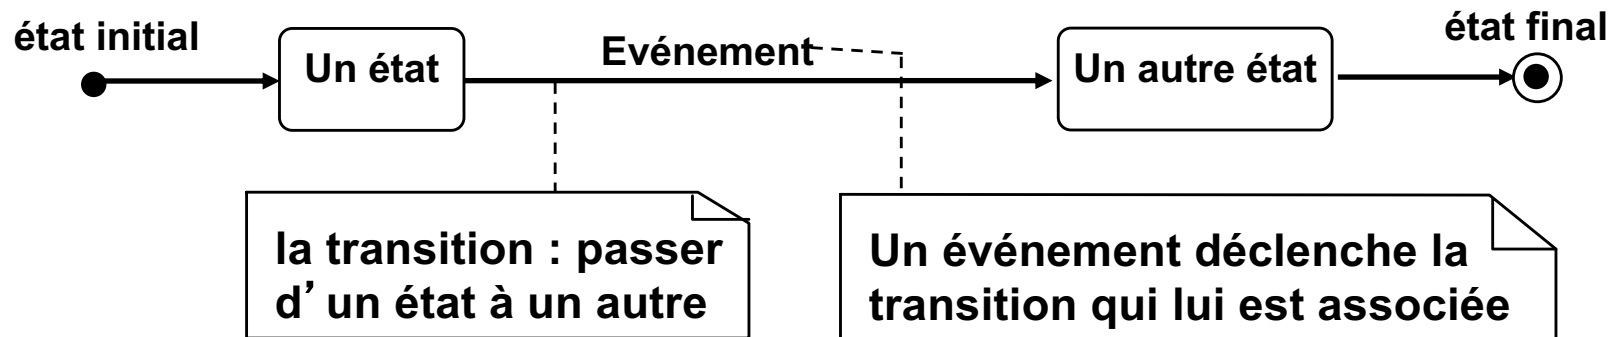 état initial
Un état
Evénement
Un autre état
état final
la transition : passer
d’ un état à un autre
Un événement déclenche la
transition qui lui est associée